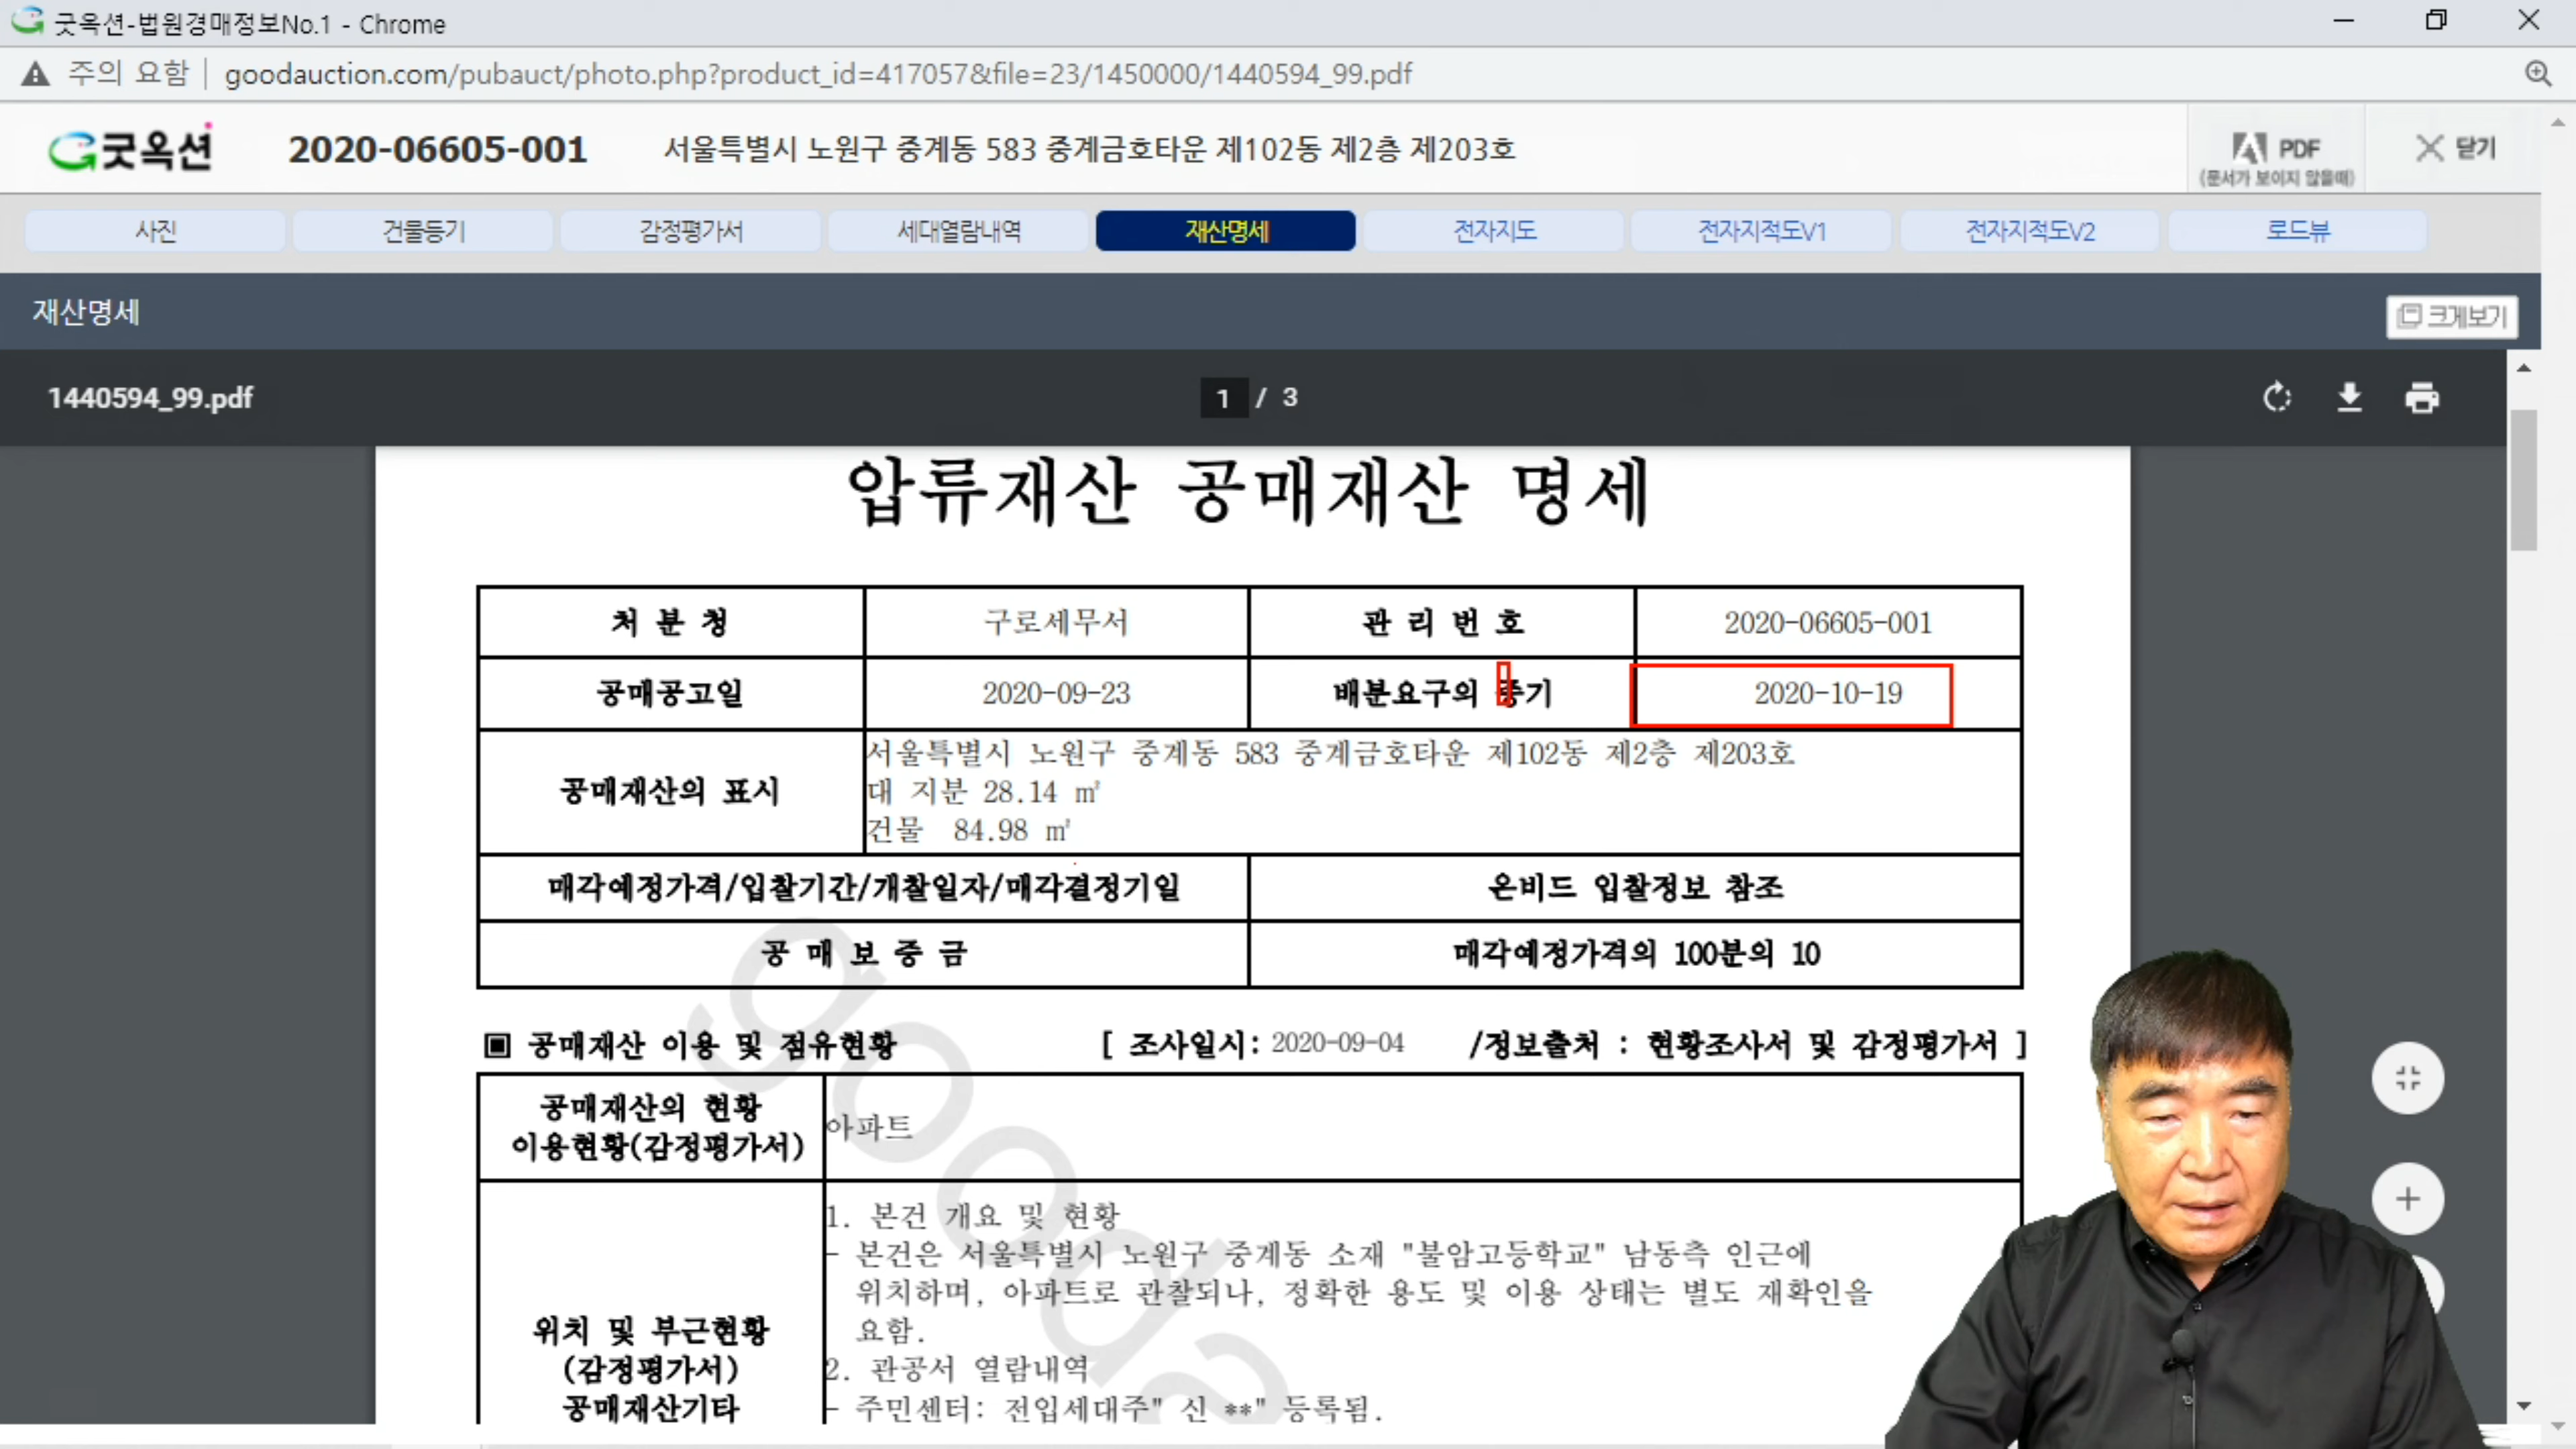 굿옥션-법원경매정보No.1 - Chrome
주의 요함 goodauction.com/pubauct/photo.php?product_id=417057&file=23/1450000/1440594_99.pdf
굿옥션 2020-06605-001 서울특별시 노원구 중계동 583 중계금호타운 제102동 제2층 제203호 PDF 닫기
(문서가 보이지 않을때)
사진 건물등기 감정평가서 세대열람내역 재산명세 전자지도 전자지적도V1 전자지적도V2 로드뷰
재산명세 크게보기
1440594_99.pdf 1 / 3
압류재산 공매재산 명세
처 분 청 구로세무서 관 리 번 호 2020-06605-001
공매공고일 2020-09-23 배분요구의 종기 2020-10-19
서울특별시 노원구 중계동 583 중계금호타운 제102동 제2층 제203호
공매재산의 표시 대 지분 28.14 ㎡
건물 84.98 ㎡
매각예정가격/입찰기간/개찰일자/매각결정기일 온비드 입찰정보 참조
공 매 보 증 금 매각예정가격의 100분의 10
▣ 공매재산 이용 및 점유현황 [ 조사일시: 2020-09-04 /정보출처 : 현황조사서 및 감정평가서 ]
공매재산의 현황
이용현황(감정평가서) 아파트
1. 본건 개요 및 현황
- 본건은 서울특별시 노원구 중계동 소재 "불암고등학교" 남동측 인근에
위치하며, 아파트로 관찰되나, 정확한 용도 및 이용 상태는 별도 재확인을
위치 및 부근현황 요함.
(감정평가서) 2. 관공서 열람내역
공매재산기타 - 주민센터: 전입세대주" 신 **" 등록됨.
gooda